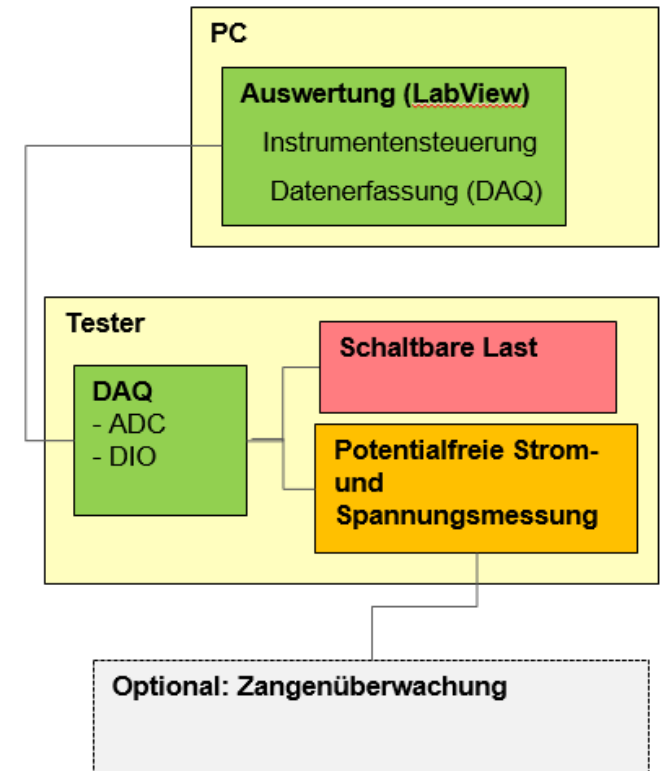 PC
Auswertung (LabView)
Instrumentensteuerung
Datenerfassung (DAQ)
Tester
DAQ
- ADC
- DIO
Schaltbare Last
Potentialfreie Strom-
und
Spannungsmessung
Optional: Zangenüberwachung